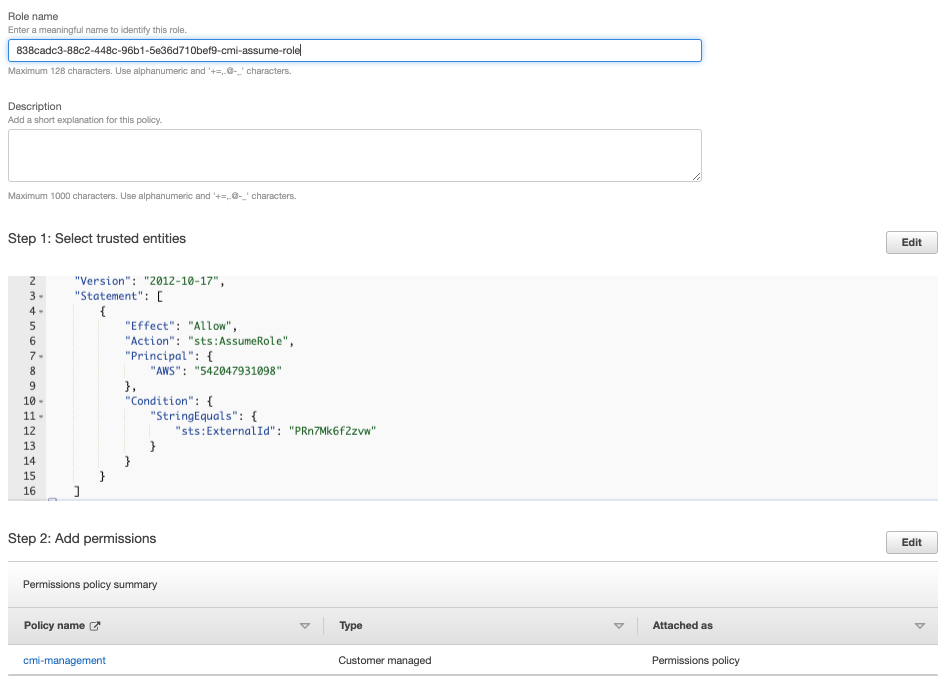 Role name
Enter a meaningful name to identify this role.
838cadc3-88c2-448c-96b1-5e36d710bef9-cmi-assume-role
Maximum 128 characters. Use alphanumeric and '+=,.@-_' characters.
Description
Add a short explanation for this policy.
Maximum 1000 characters. Use alphanumeric and '+=,.@-_' characters.
Step 1: Select trusted entities
Edit
2 "Version": "2012-10-17",
3 "Statement": [
4 {
5 "Effect": "Allow",
6 "Action": "sts:AssumeRole",
7 "Principal": {
8 "AWS": "542047931098"
9 },
10 "Condition": {
11 "StringEquals": {
12 "sts:ExternalId": "PRn7Mk6f2zvw"
13 }
14 }
15 }
16 ]
Step 2: Add permissions
Edit
Permissions policy summary
Policy name Type Attached as
cmi-management Customer managed Permissions policy